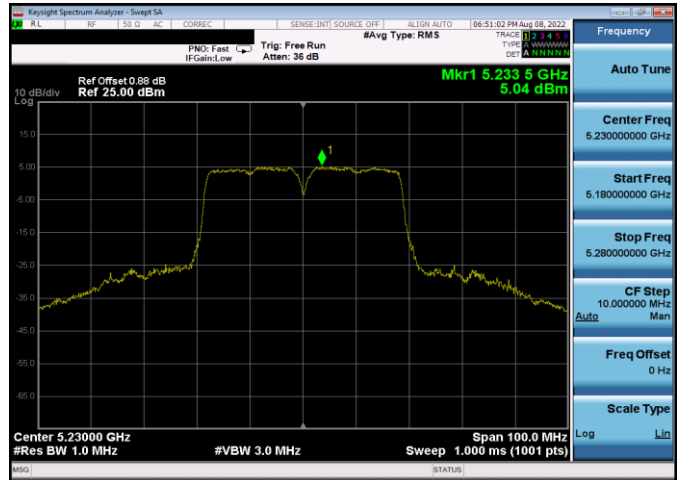 Keysight Spectrum Analyzer - Swept SA
LXI RL RF 50 Ω AC CORREC SENSE:INT SOURCE OFF ALIGN AUTO 06:51:02 PM Aug 08, 2022
#Avg Type: RMS TRACE 1 2 3 4 5 6
PNO: Fast Trig: Free Run TYPE A WWWWW
IFGain:Low Atten: 36 dB DET A N N N N N
Ref Offset 0.88 dB Mkr1 5.233 5 GHz
10 dB/div Ref 25.00 dBm 5.04 dBm
Log
1
15.0
5.00
-5.00
-15.0
-25.0
-35.0
-45.0
-55.0
-65.0
Center 5.23000 GHz Span 100.0 MHz
#Res BW 1.0 MHz #VBW 3.0 MHz Sweep 1.000 ms (1001 pts)
MSG STATUS
Frequency
Auto Tune
Center Freq
5.230000000 GHz
Start Freq
5.180000000 GHz
Stop Freq
5.280000000 GHz
CF Step
10.000000 MHz
Auto Man
Freq Offset
0 Hz
Scale Type
Log Lin